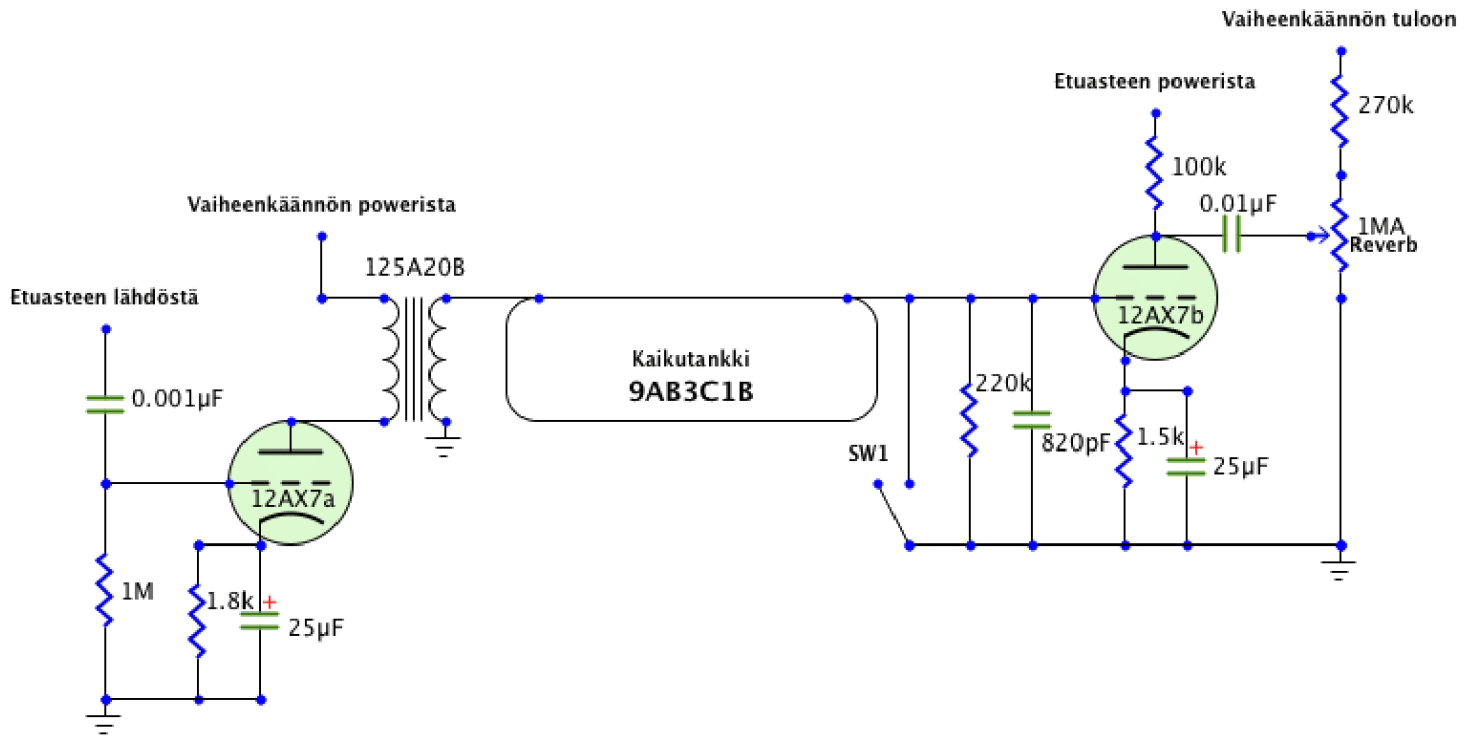 Vaiheenkäännön tuloon
Etuasteen powerista
270k
100k
Vaiheenkäännön powerista
0.01µF
1MA
Reverb
125A20B
Etuasteen lähdöstä
12AX7b
Kaikutankki
9AB3C1B
220k
0.001µF
820pF
1.5k
+
25µF
SW1
12AX7a
1M
1.8k
+
25µF